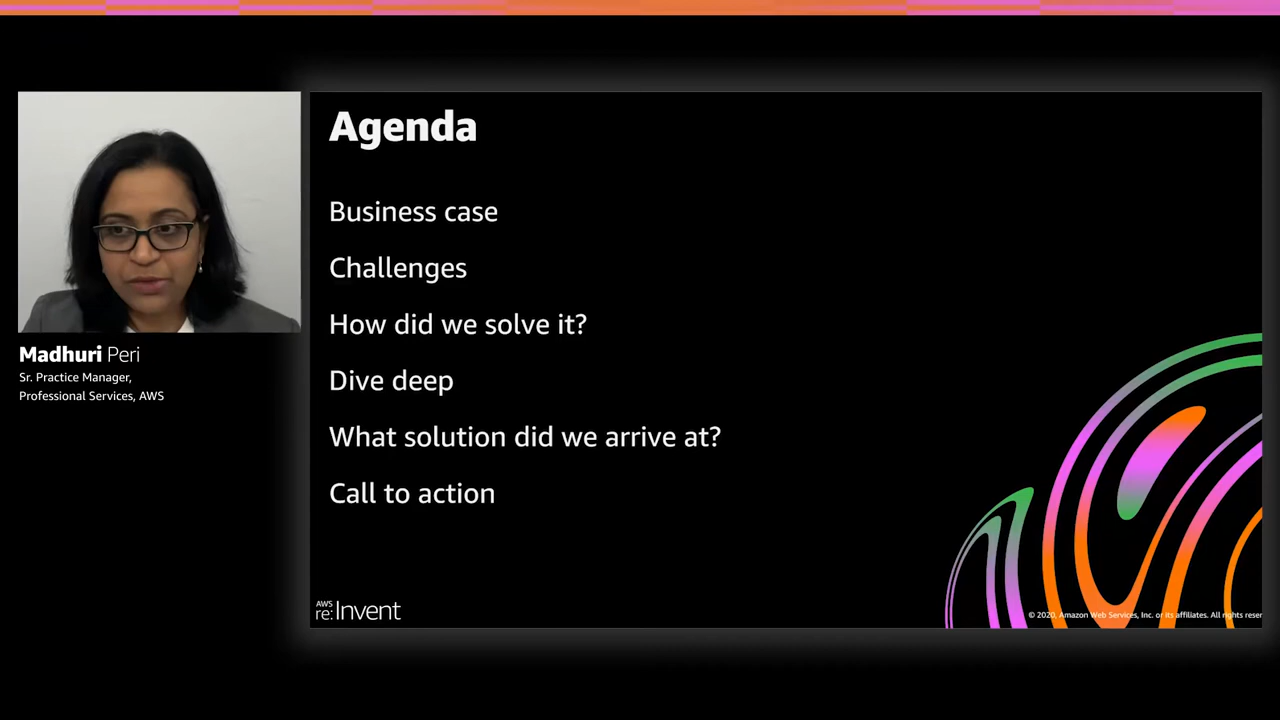 Agenda
Business case
Challenges
How did we solve it?
Dive deep
What solution did we arrive at?
Call to action
Madhuri Peri
Sr. Practice Manager,
Professional Services, AWS
AWS
re:Invent
© 2020, Amazon Web Services, Inc. or its affiliates. All rights reser